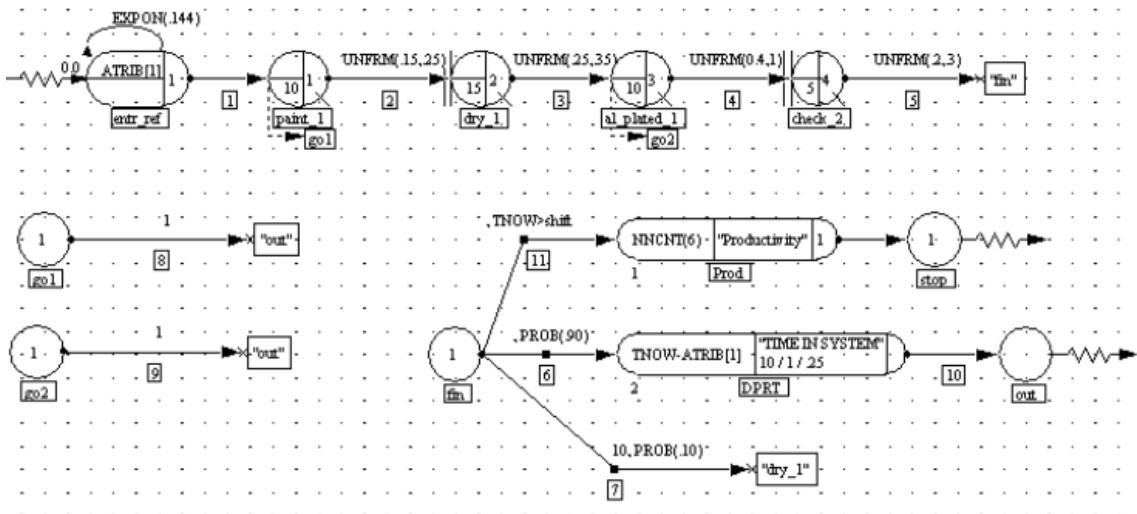 EXPON(.144)
0.0
ATRIB[1]
1
entr_ref
1
10
1
paint_1
go1
UNFRM(.15,.25)
2
15
2
dry_1
UNFRM(.25,.35)
3
10
3
al_plated_1
go2
UNFRM(0.4,1)
4
5
4
check_2
UNFRM(.2,.3)
5
"fin"
1
go1
1
8
"out"
1
go2
1
9
"out"
1
fin
,TNOW>shift
11
NNCNT(6) -
"Productivity"
1
1
Prod
1
stop
,PROB(.90)
6
TNOW-ATRIB[1]
"TIME IN SYSTEM"
10 / 1 / .25
2
DPRT
10
out
10,PROB(.10)
7
"dry_1"